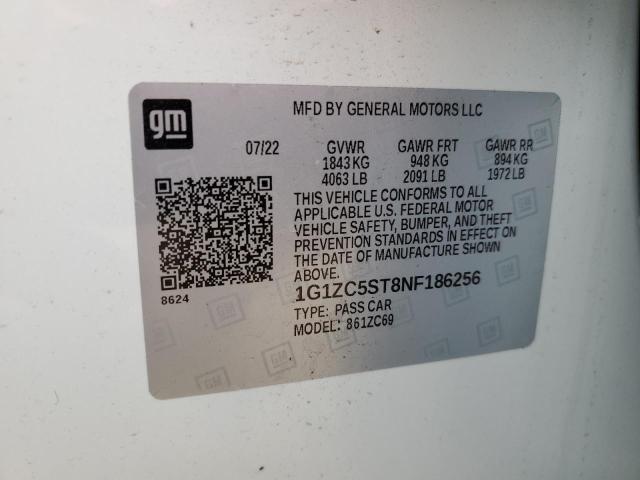 gm
MFD BY GENERAL MOTORS LLC
07/22 GVWR GAWR FRT GAWR RR
1843 KG 948 KG 894 KG
4063 LB 2091 LB 1972 LB
THIS VEHICLE CONFORMS TO ALL
APPLICABLE U.S. FEDERAL MOTOR
VEHICLE SAFETY, BUMPER, AND THEFT
PREVENTION STANDARDS IN EFFECT ON
THE DATE OF MANUFACTURE SHOWN
ABOVE.
8624
1G1ZC5ST8NF186256
TYPE: PASS CAR
MODEL: 861ZC69